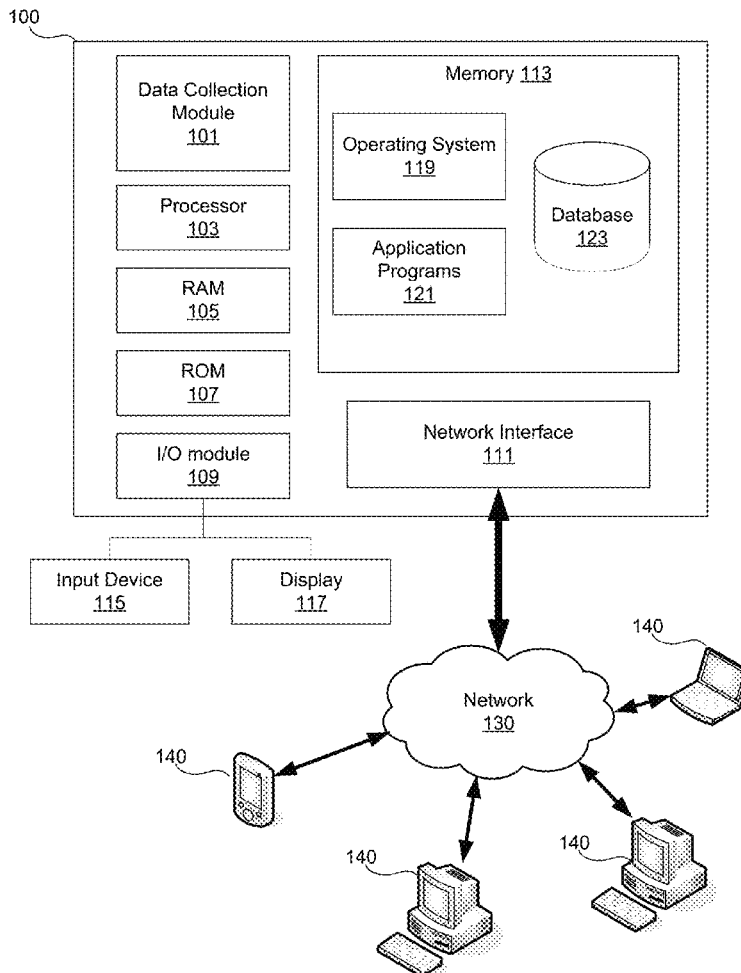 100
Data Collection
Module
101
Processor
103
RAM
105
ROM
107
I/O module
109
Memory 113
Operating System
119
Application
Programs
121
Database
123
Network Interface
111
Input Device
115
Display
117
Network
130
140
140
140
140